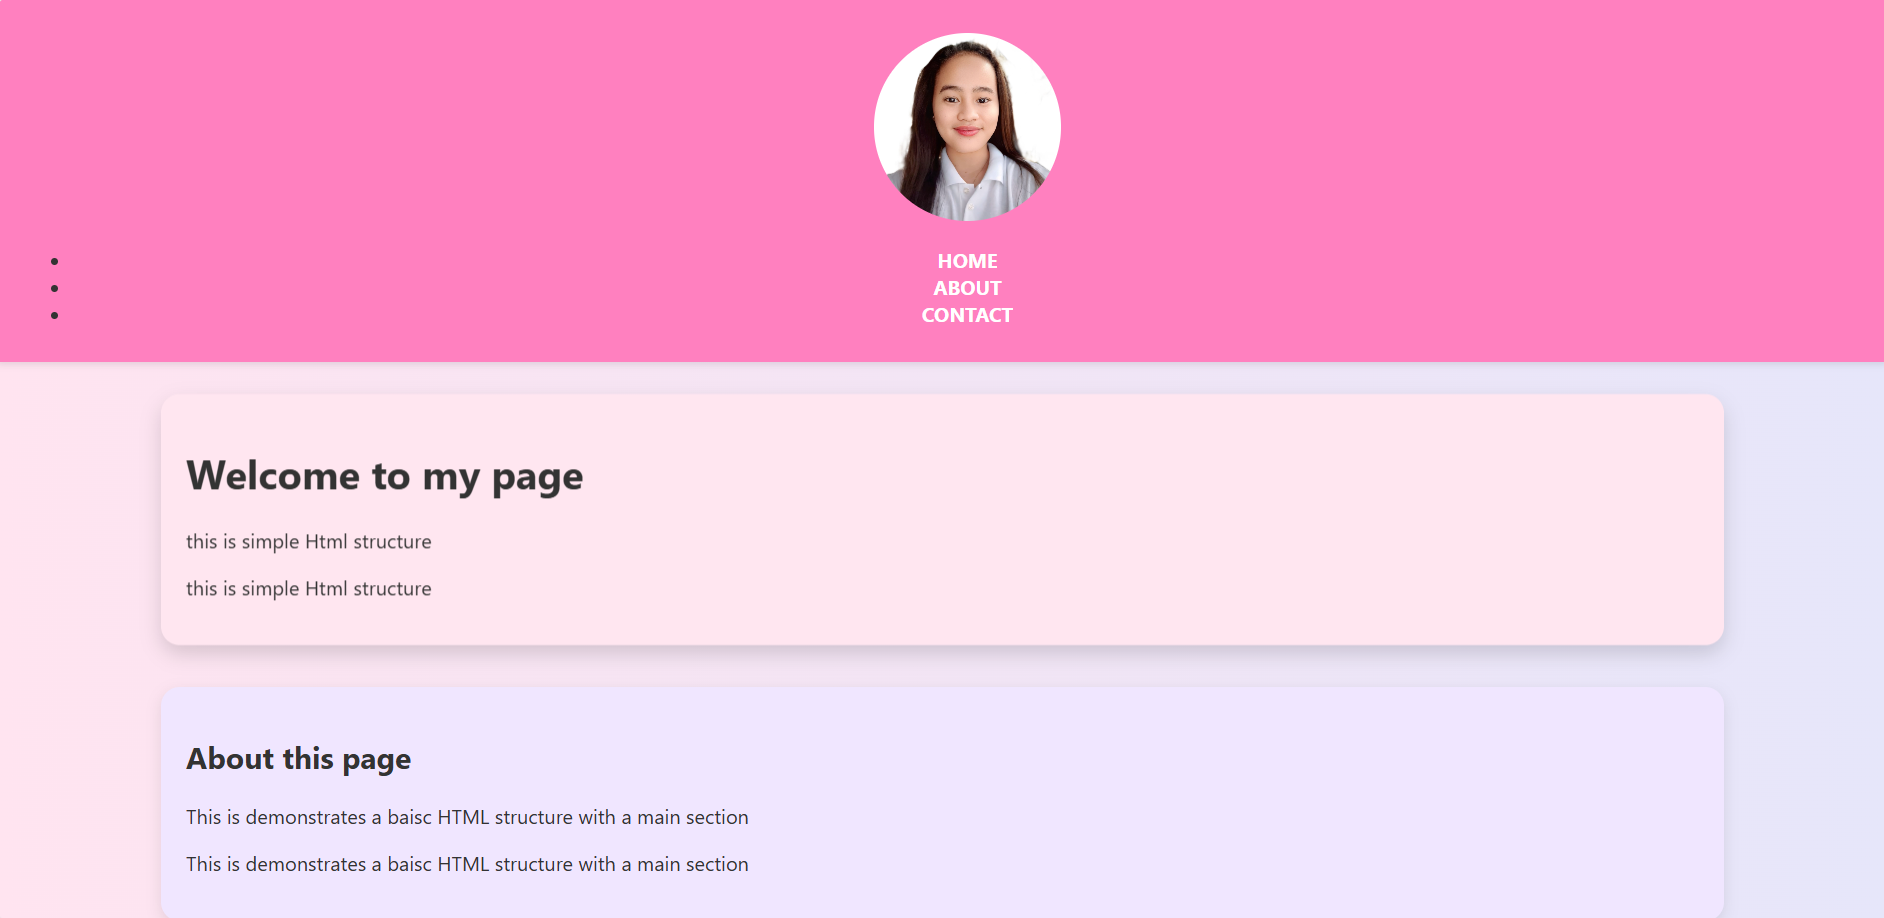 HOME
ABOUT
CONTACT
Welcome to my page
this is simple Html structure
this is simple Html structure
About this page
This is demonstrates a baisc HTML structure with a main section
This is demonstrates a baisc HTML structure with a main section